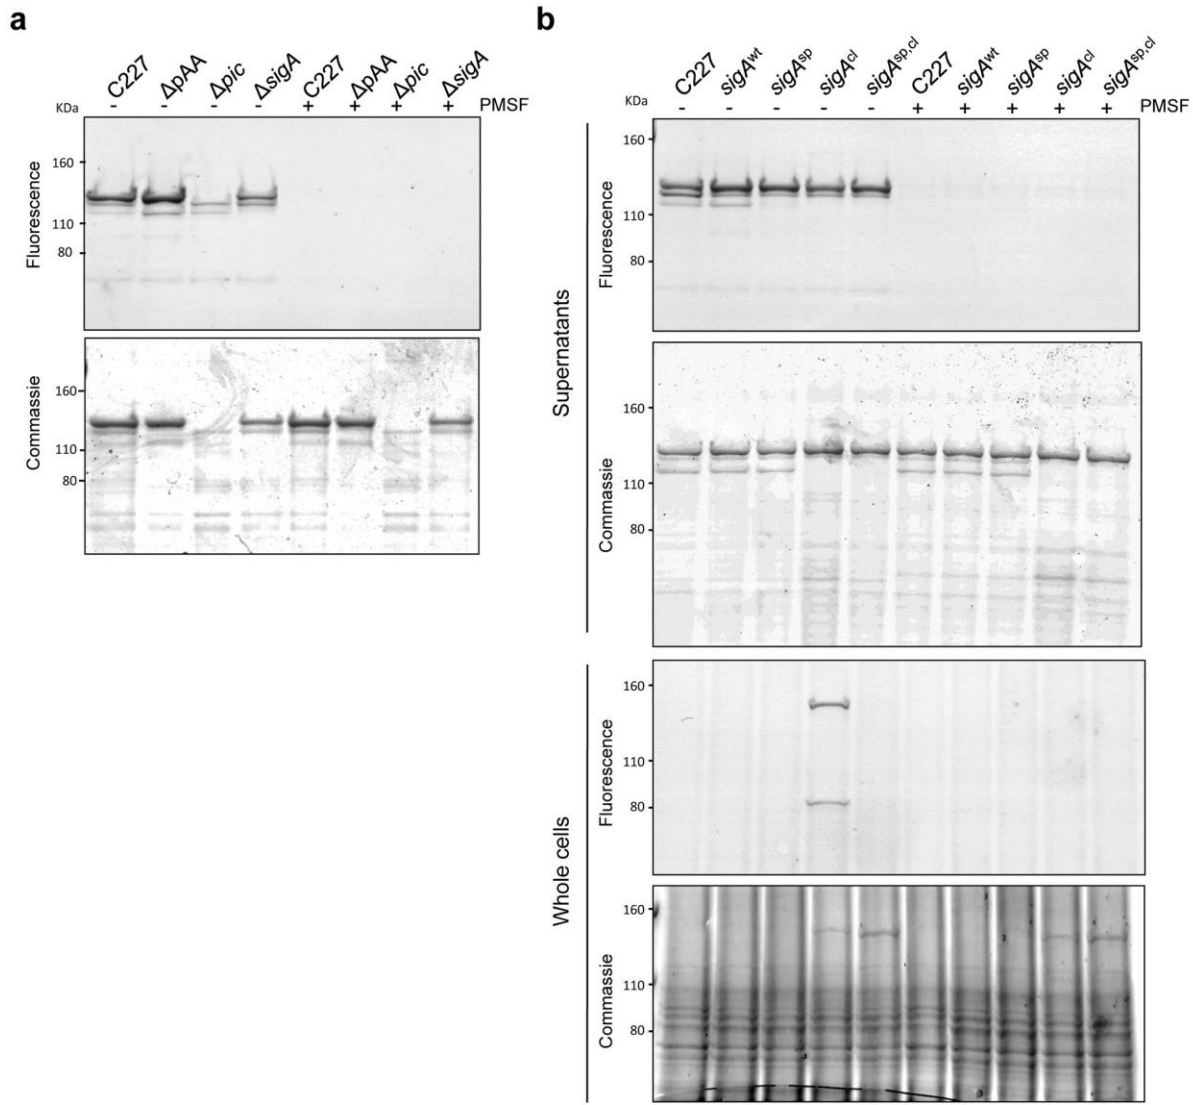 a
C227 ΔpAA Δpic ΔsigA C227 ΔpAA Δpic ΔsigA
KDa - - - - + + + + PMSF
Fluorescence
160
110
80
Commassie
160
110
80
b
C227 sigAwt sigAsp sigAcl sigAsp,cl C227 sigAwt sigAsp sigAcl sigAsp,cl
KDa - - - - - + + + + + PMSF
Supernatants
Fluorescence
160
110
80
Commassie
160
110
80
Whole cells
Fluorescence
160
110
80
Commassie
160
110
80